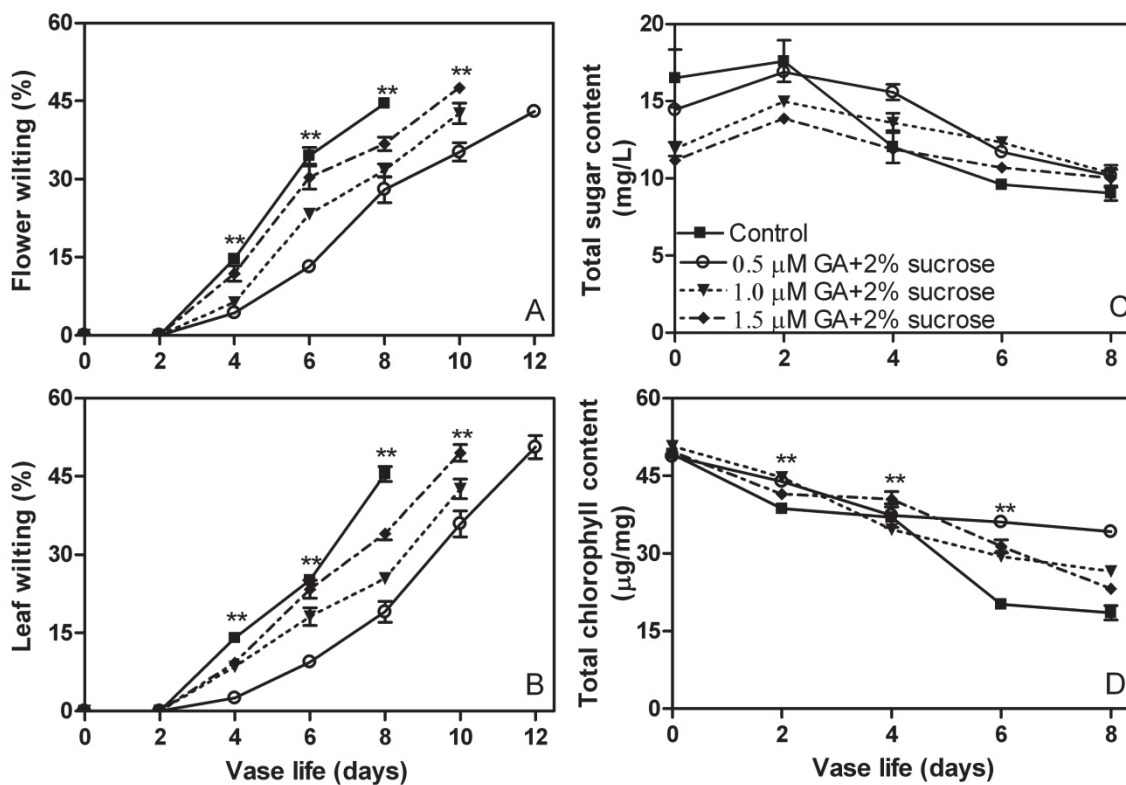 60
45
30
15
0
Flower wilting (%)
**
**
**
**
A
0 2 4 6 8 10 12
20
15
10
5
0
Total sugar content
(mg/L)
Control
0.5 μM GA+2% sucrose
1.0 μM GA+2% sucrose
1.5 μM GA+2% sucrose
C
0 2 4 6 8
60
45
30
15
0
Leaf wilting (%)
**
**
**
**
B
0 2 4 6 8 10 12
Vase life (days)
60
45
30
15
0
Total chlorophyll content
(μg/mg)
**
**
**
D
0 2 4 6 8
Vase life (days)